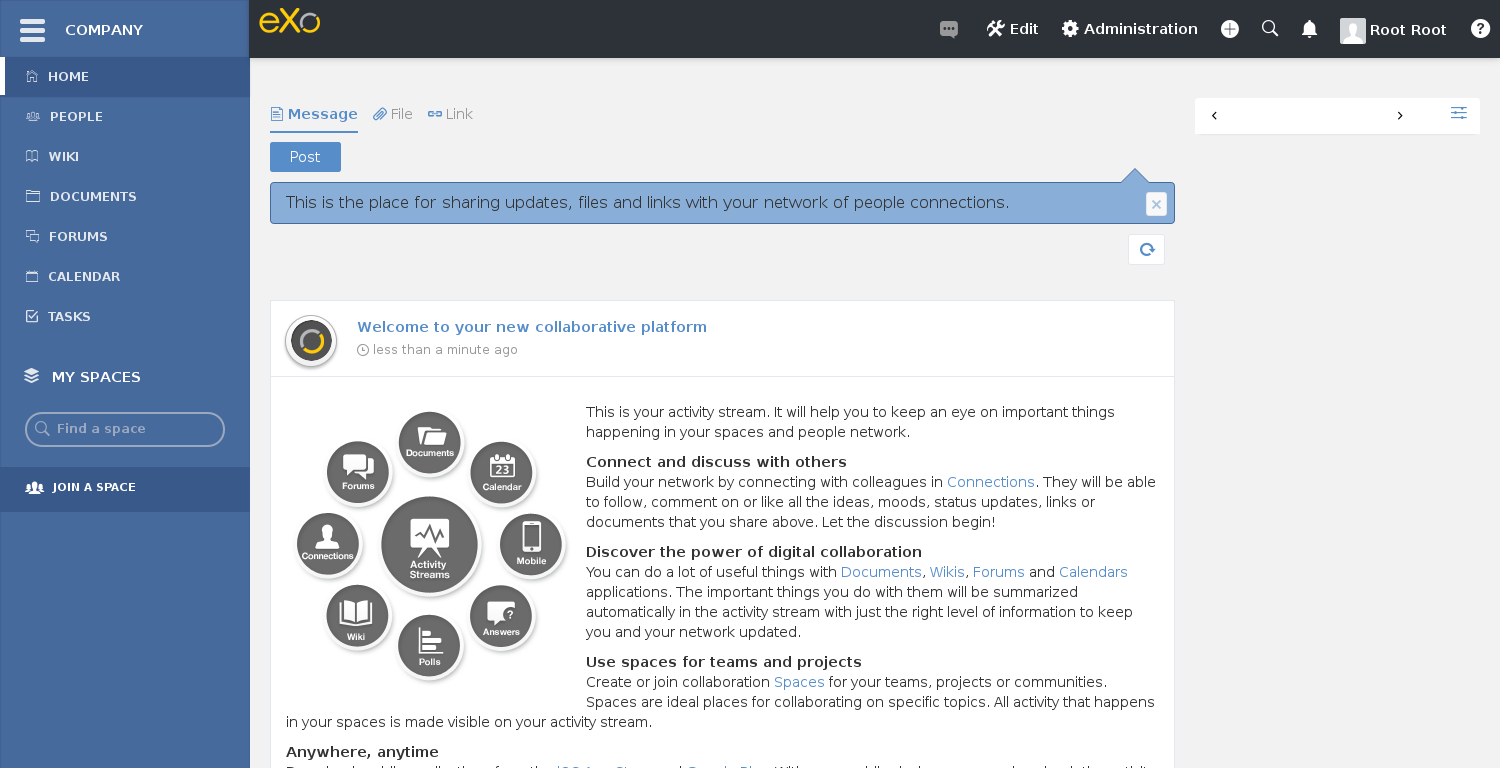 COMPANY
eXo
Edit
Administration
Root Root
HOME
PEOPLE
WIKI
DOCUMENTS
FORUMS
CALENDAR
TASKS
MY SPACES
Find a space
JOIN A SPACE
Message File Link
Post
This is the place for sharing updates, files and links with your network of people connections.
Welcome to your new collaborative platform
less than a minute ago
Documents
Forums
23
Calendar
Connections
Activity
Streams
Mobile
Wiki
Answers
Polls
This is your activity stream. It will help you to keep an eye on important things
happening in your spaces and people network.
Connect and discuss with others
Build your network by connecting with colleagues in Connections. They will be able
to follow, comment on or like all the ideas, moods, status updates, links or
documents that you share above. Let the discussion begin!
Discover the power of digital collaboration
You can do a lot of useful things with Documents, Wikis, Forums and Calendars
applications. The important things you do with them will be summarized
automatically in the activity stream with just the right level of information to keep
you and your network updated.
Use spaces for teams and projects
Create or join collaboration Spaces for your teams, projects or communities.
Spaces are ideal places for collaborating on specific topics. All activity that happens
in your spaces is made visible on your activity stream.
Anywhere, anytime